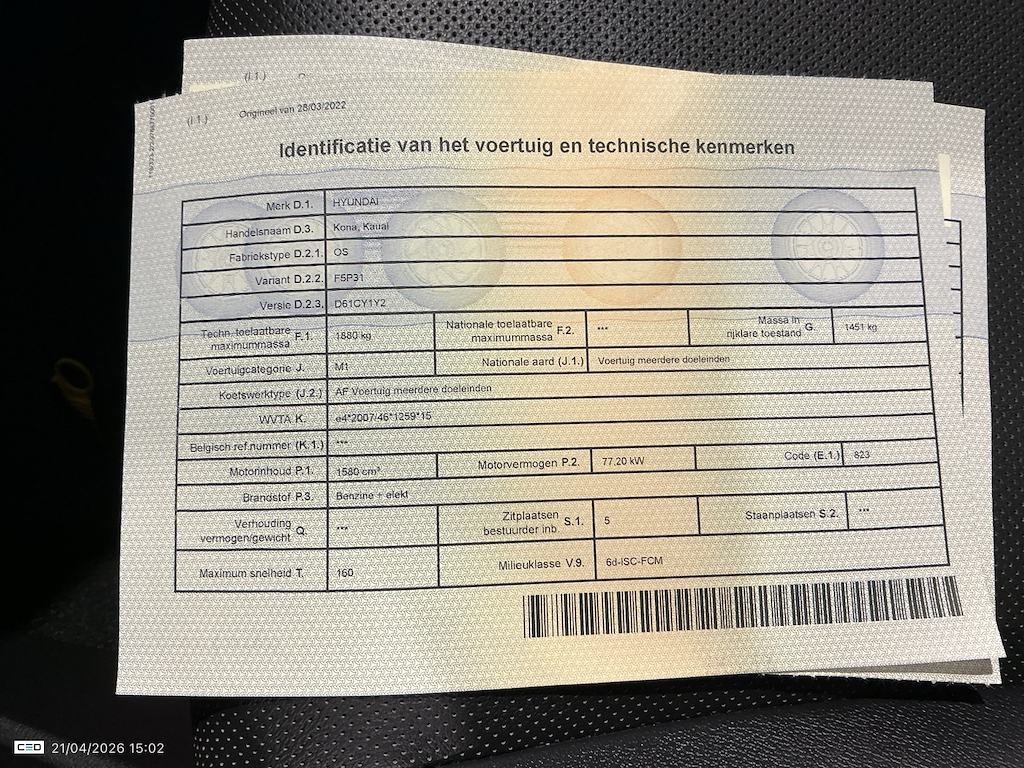 (I.1.)
(I.1.)
Origineel van 28/03/2022
Identificatie van het voertuig en technische kenmerken
Merk D.1. HYUNDAI
Handelsnaam D.3. Kona, Kauai
Fabriekstype D.2.1. OS
Variant D.2.2. F5P31
Versie D.2.3. D61CY1Y2
Techn. toelaatbare maximummassa F.1. 1880 kg Nationale toelaatbare maximummassa F.2. *** Massa in rijklare toestand G. 1451 kg
Voertuigcategorie J. M1 Nationale aard (J.1.) Voertuig meerdere doeleinden
Koetswerktype (J.2.) AF Voertuig meerdere doeleinden
WVTA K. e4*2007/46*1259*15
Belgisch ref.nummer (K.1.) ***
Motorinhoud P.1. 1580 cm³ Motorvermogen P.2. 77.20 kW Code (E.1.) 823
Brandstof P.3. Benzine + elekt
Verhouding vermogen/gewicht Q. *** Zitplaatsen bestuurder inb. S.1. 5 Staanplaatsen S.2. ***
Maximum snelheid T. 160 Milieuklasse V.9. 6d-ISC-FCM
CEO 21/04/2026 15:02